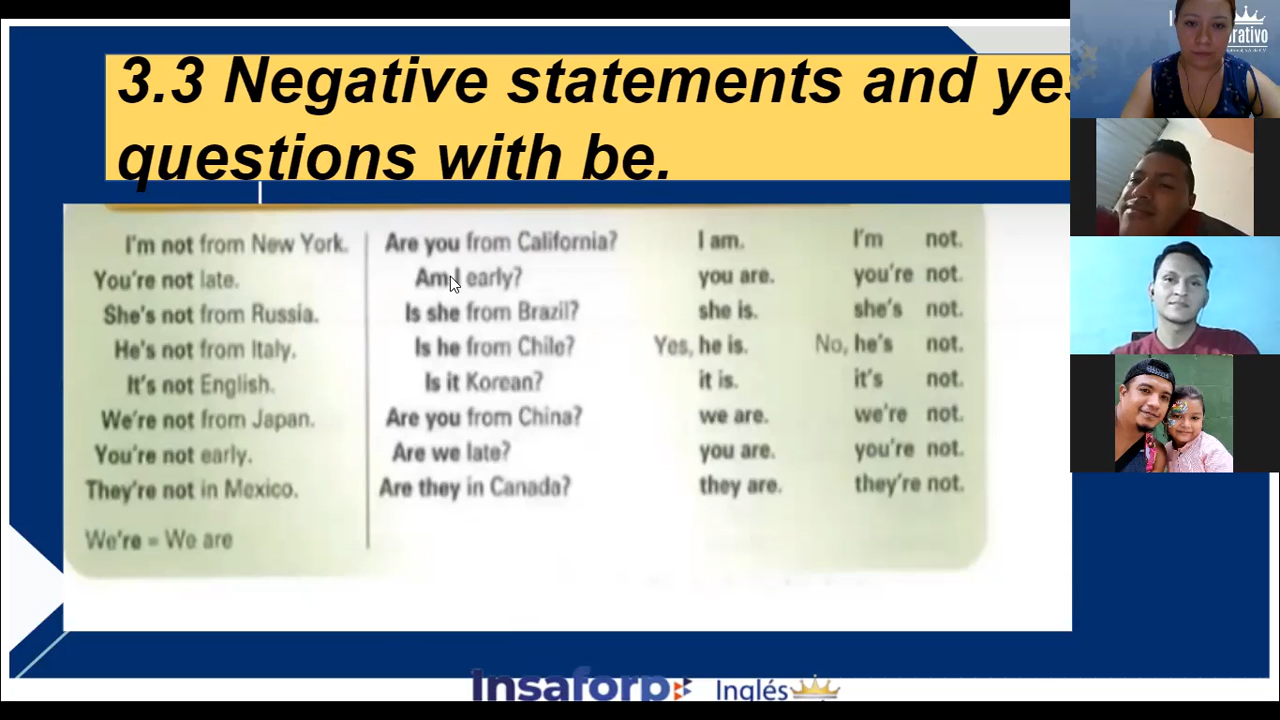 3.3 Negative statements and yes
questions with be.
I'm not from New York. Are you from California? I am. I'm not.
You're not late. Am I early? you are. you're not.
She's not from Russia. Is she from Brazil? she is. she's not.
He's not from Italy. Is he from Chile? Yes, he is. No, he's not.
It's not English. Is it Korean? it is. it's not.
We're not from Japan. Are you from China? we are. we're not.
You're not early. Are we late? you are. you're not.
They're not in Mexico. Are they in Canada? they are. they're not.
We're = We are
Insaforp Inglés